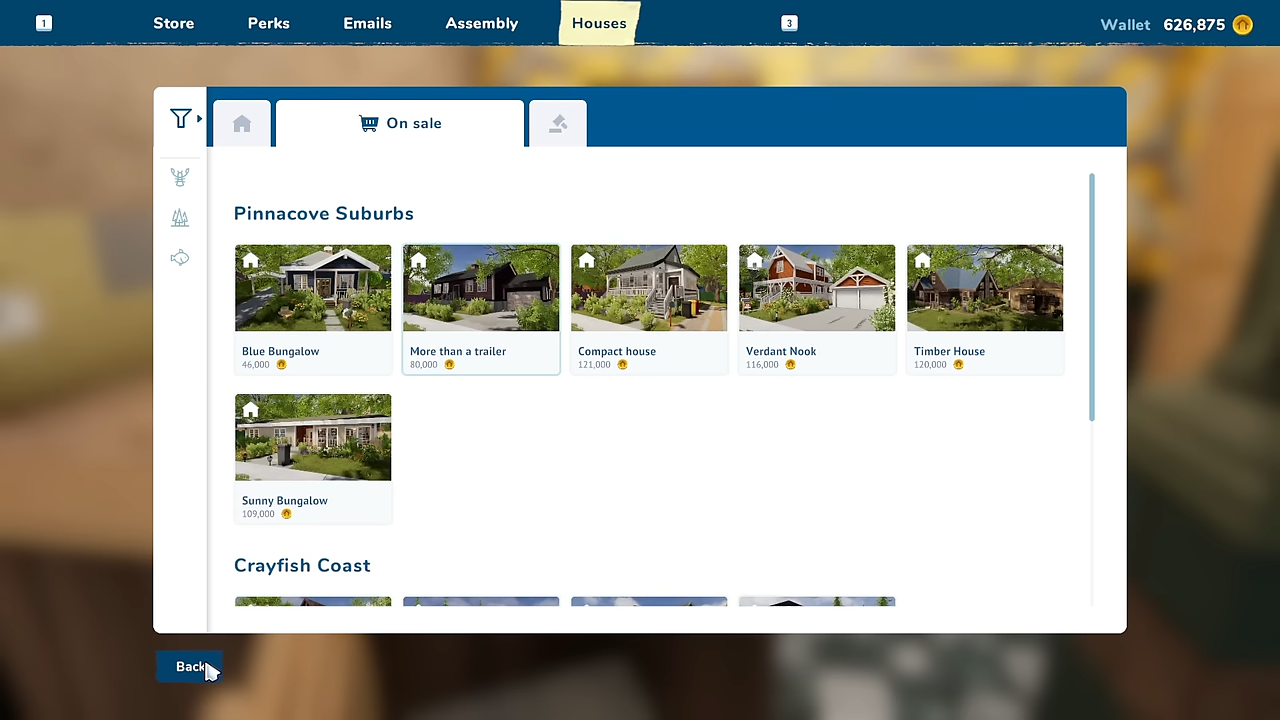 1 Store Perks Emails Assembly Houses 3 Wallet 626,875
On sale
Pinnacove Suburbs
Blue Bungalow
46,000
More than a trailer
80,000
Compact house
121,000
Verdant Nook
116,000
Timber House
120,000
Sunny Bungalow
109,000
Crayfish Coast
Back